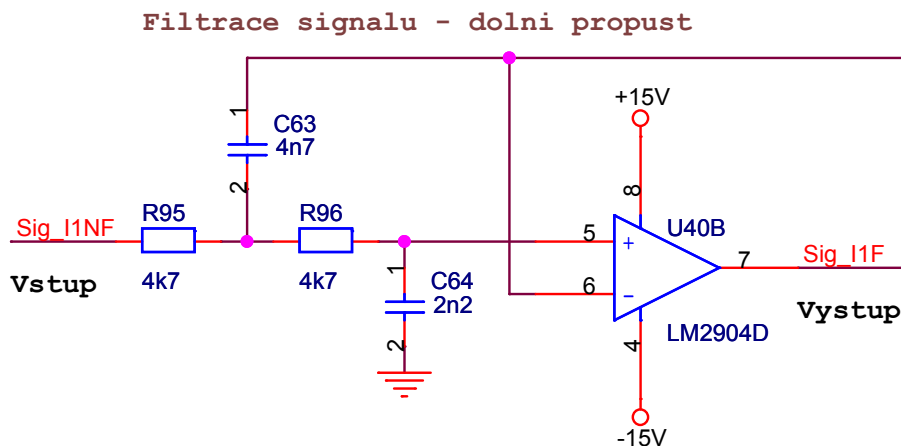 Filtrace signalu - dolni propust
+15V
1
C63
4n7
2
8
Sig_I1NF
R95
R96
5
+
U40B
7
Sig_I1F
Vstup
4k7
4k7
1
C64
2n2
6
-
Vystup
2
4
LM2904D
-15V